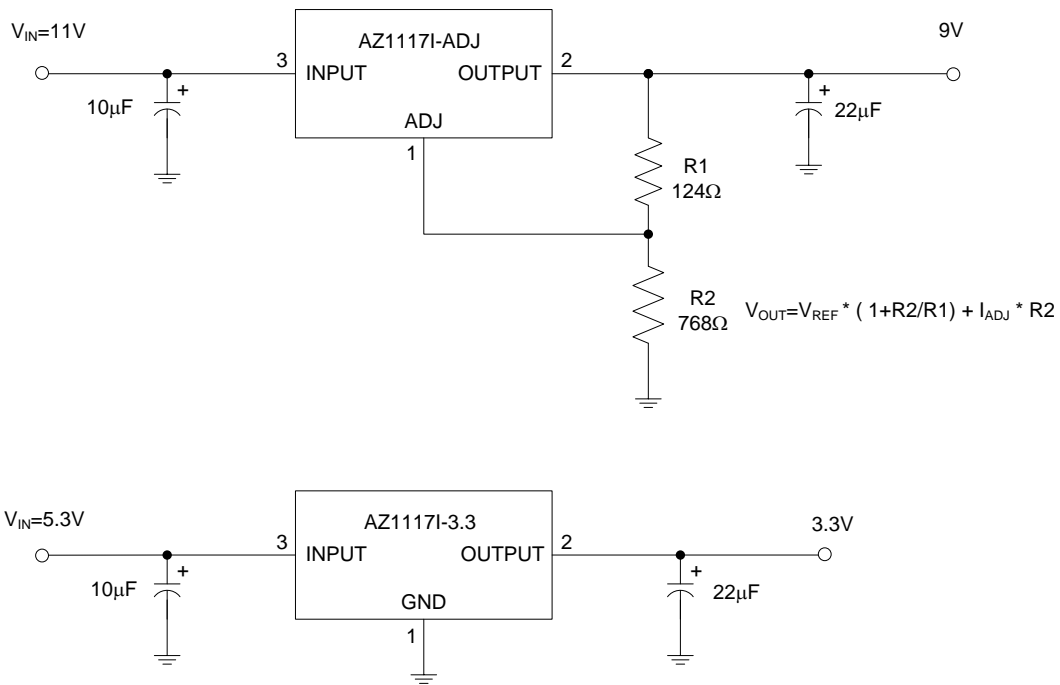 V_IN=11V
AZ1117I-ADJ
9V
3
INPUT
OUTPUT
2
+
10μF
ADJ
1
+
22μF
R1
124Ω
R2
768Ω
V_OUT=V_REF * ( 1+R2/R1) + I_ADJ * R2
V_IN=5.3V
AZ1117I-3.3
3.3V
3
INPUT
OUTPUT
2
+
10μF
GND
1
+
22μF